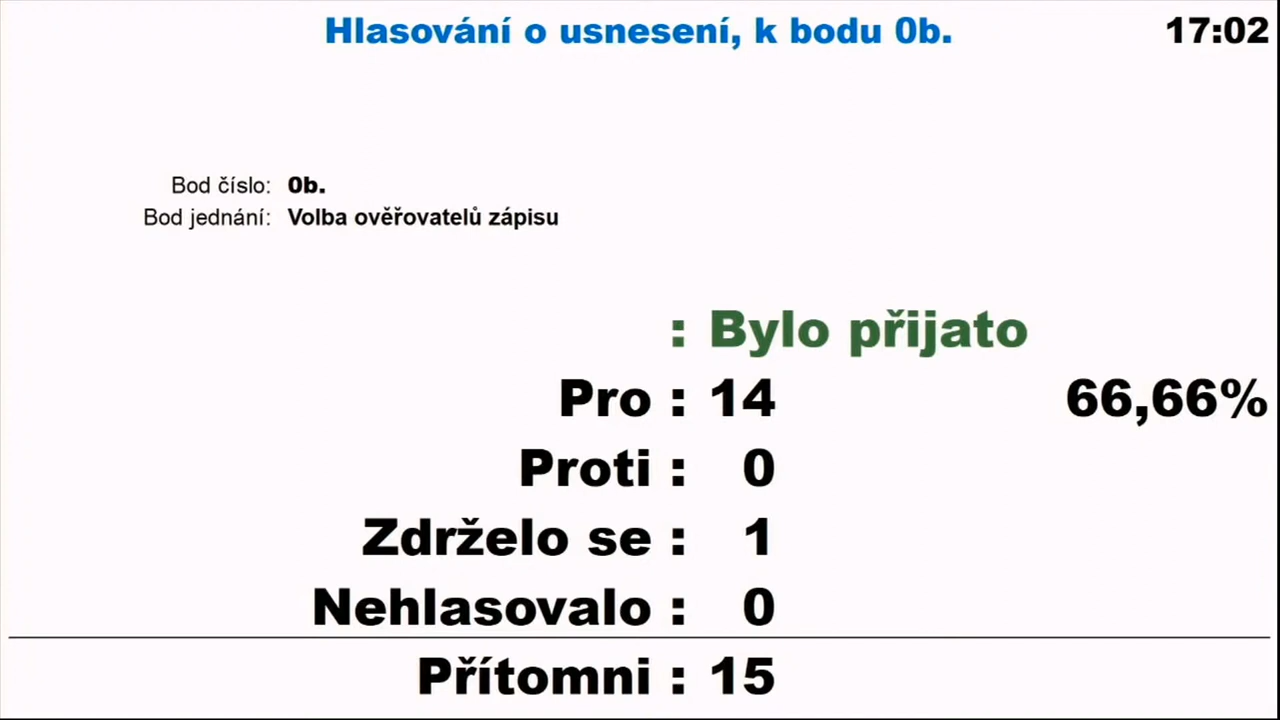 Hlasování o usnesení, k bodu 0b. 17:02
Bod číslo: 0b.
Bod jednání: Volba ověřovatelů zápisu
: Bylo přijato
Pro : 14 66,66%
Proti : 0
Zdrželo se : 1
Nehlasovalo : 0
Přítomni : 15